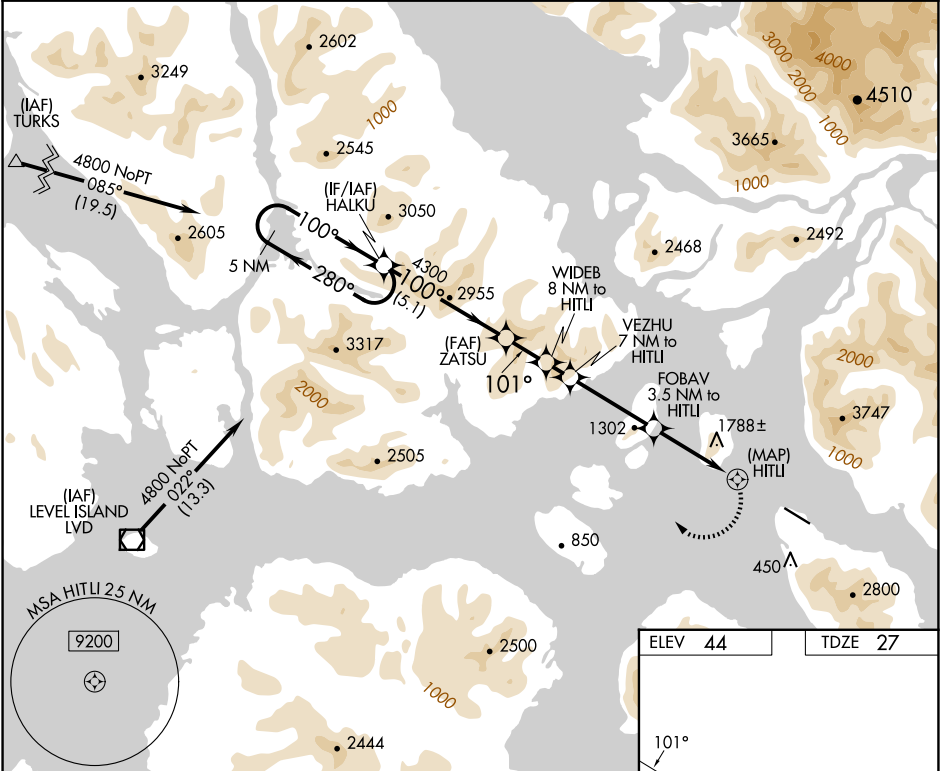 2602
3249
3000
4000
2000
1000
4510
(IAF)
TURKS
1000
2545
3665
1000
4800 NoPT
085°
(19.5)
(IF/IAF)
HALKU
3050
2605
100°
5 NM
280°
4300
100°
(5.1)
2955
2468
2492
WIDEB
8 NM to
HITLI
VEZHU
7 NM to
HITLI
(FAF)
ZATSU
101°
3317
2000
FOBAV
3.5 NM to
HITLI
2000
3747
1000
1302
1788±
(MAP)
HITLI
2505
4800 NoPT
022°
(13.3)
(IAF)
LEVEL ISLAND
LVD
850
450
2800
MSA HITLI 25 NM
9200
2500
1000
2444
ELEV 44
TDZE 27
101°